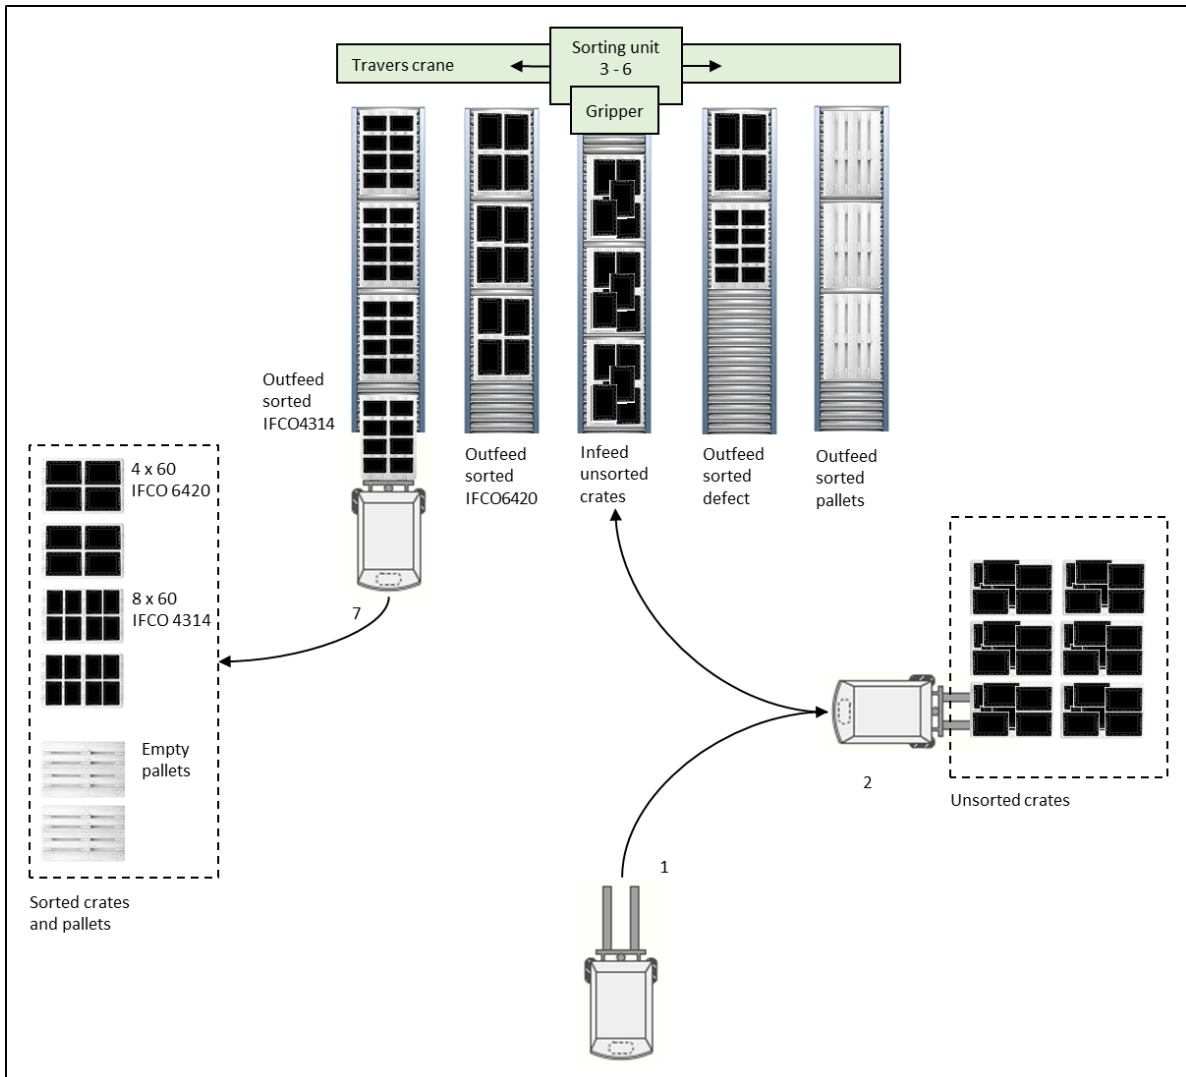 Sorting unit
3 - 6
Travers crane
Gripper
Outfeed
sorted
IFCO4314
Outfeed
sorted
IFCO6420
Infeed
unsorted
crates
Outfeed
sorted
defect
Outfeed
sorted
pallets
4 x 60
IFCO 6420
8 x 60
IFCO 4314
Empty
pallets
Sorted crates
and pallets
7
2
Unsorted crates
1